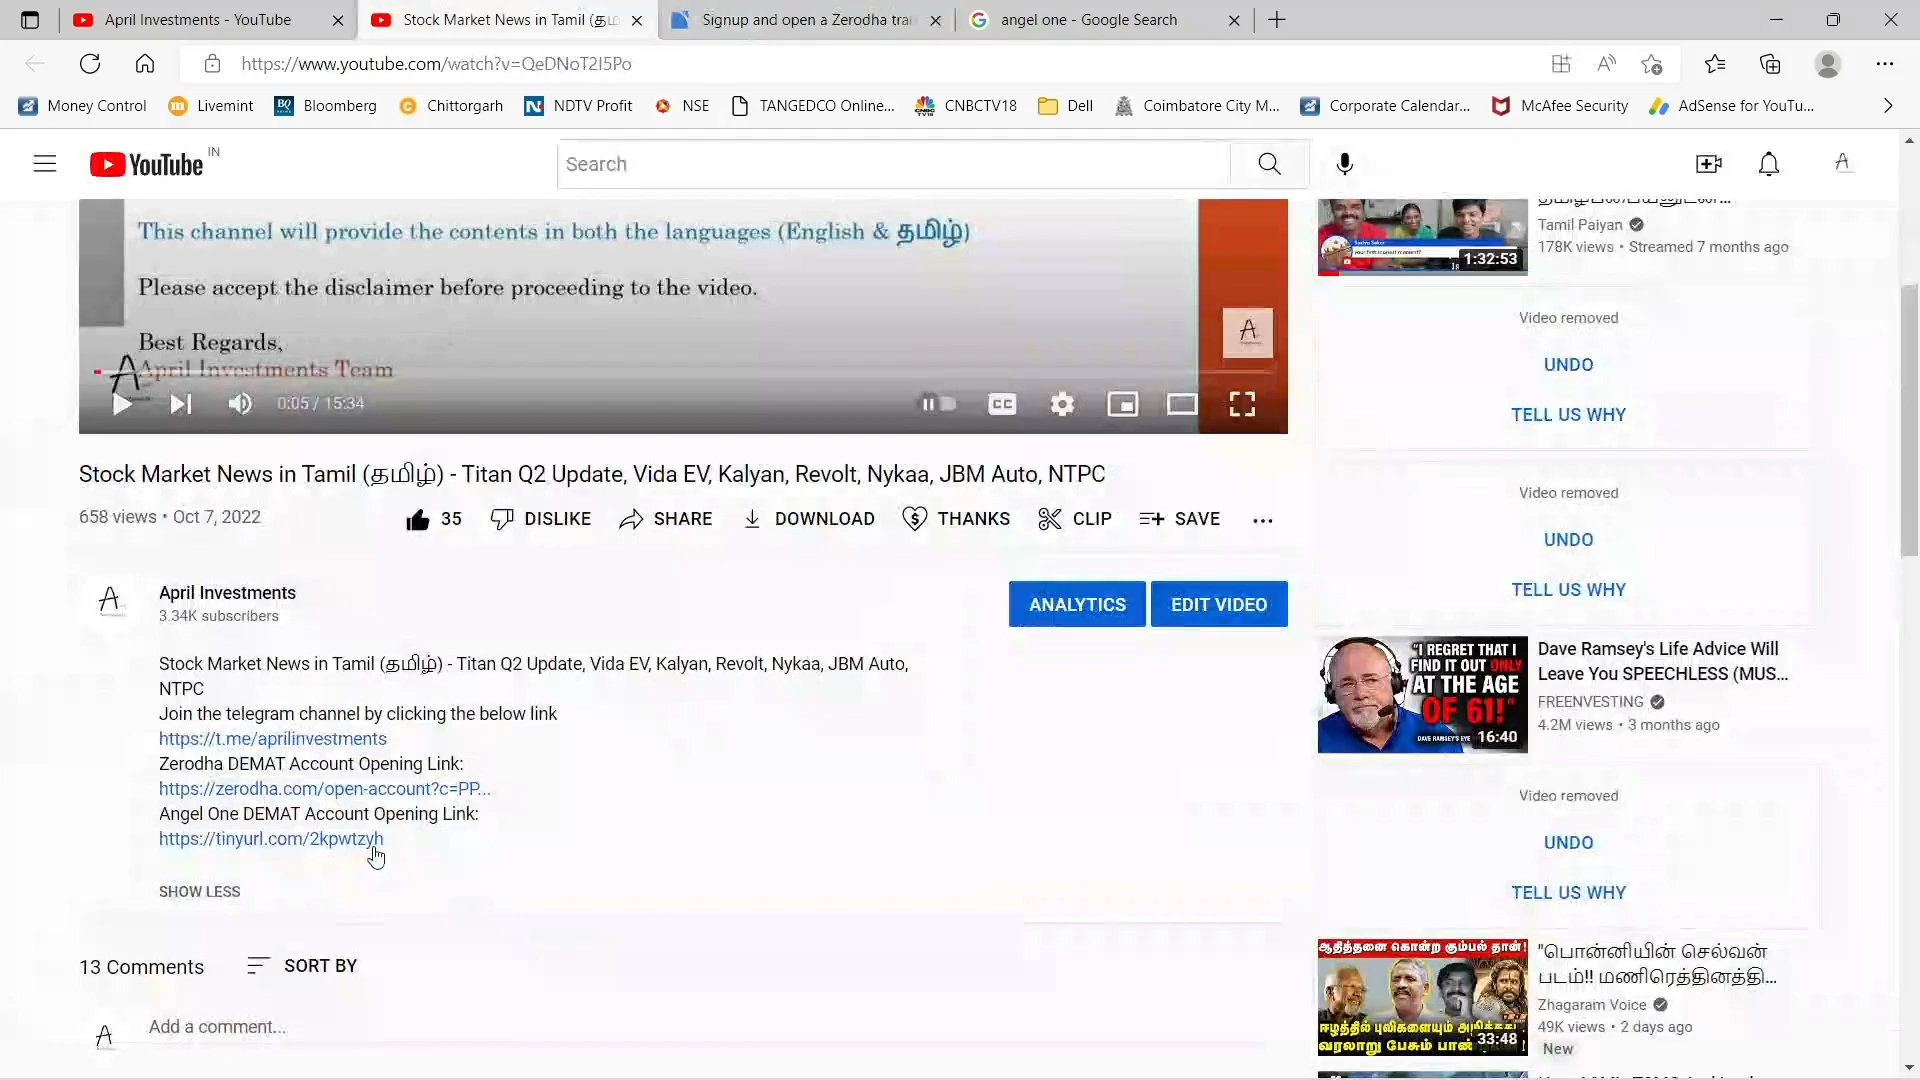 April Investments - YouTube
Stock Market News in Tamil (
Signup and open a Zerodha tra
angel one - Google Search
https://www.youtube.com/watch?v=QeDNoT2I5Po
Money Control
Livemint
Bloomberg
Chittorgarh
NDTV Profit
NSE
TANGEDCO Online...
CNBCTV18
Dell
Coimbatore City M...
Corporate Calendar...
McAfee Security
AdSense for YouTu...
YouTube IN
Search
This channel will provide the contents in both the languages (English & தமிழ்)
Please accept the disclaimer before proceeding to the video.
Best Regards,
April Investments Team
0:05 / 15:34
CC
Stock Market News in Tamil (தமிழ்) - Titan Q2 Update, Vida EV, Kalyan, Revolt, Nykaa, JBM Auto, NTPC
658 views • Oct 7, 2022
35
DISLIKE
SHARE
DOWNLOAD
THANKS
CLIP
SAVE
April Investments
3.34K subscribers
ANALYTICS
EDIT VIDEO
Stock Market News in Tamil (தமிழ்) - Titan Q2 Update, Vida EV, Kalyan, Revolt, Nykaa, JBM Auto,
NTPC
Join the telegram channel by clicking the below link
https://t.me/aprilinvestments
Zerodha DEMAT Account Opening Link:
https://zerodha.com/open-account?c=PP...
Angel One DEMAT Account Opening Link:
https://tinyurl.com/2kpwtzyh
SHOW LESS
13 Comments
SORT BY
Add a comment...
Tamil Paiyan
178K views • Streamed 7 months ago
1:32:53
Video removed
UNDO
TELL US WHY
Video removed
UNDO
TELL US WHY
"I REGRET THAT I
FIND IT OUT ONLY
AT THE AGE
OF 61!"
16:40
Dave Ramsey's Life Advice Will
Leave You SPEECHLESS (MUS...
FREENVESTING
4.2M views • 3 months ago
Video removed
UNDO
TELL US WHY
ஆதித்தனை கொன்ற கும்பல் தான்!
ஈழத்தில் புலிகளையும்
வரலாறு பேசும்
33:48
"பொன்னியின் செல்வன்
படம்!! மணிரெத்தினத்தி...
Zhagaram Voice
49K views • 2 days ago
New